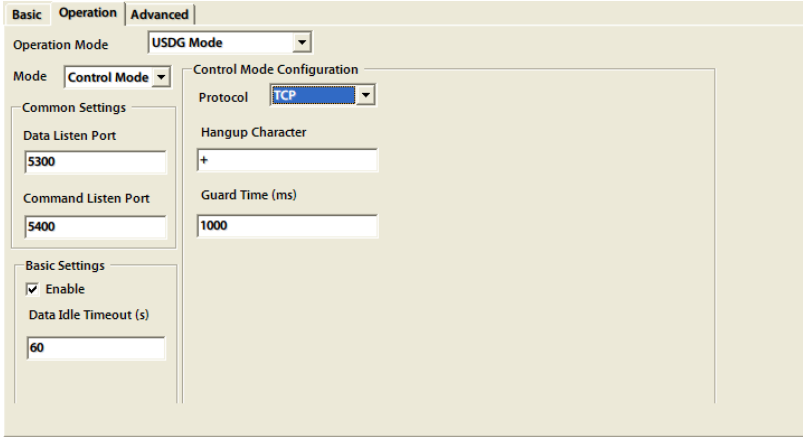 Basic Operation Advanced
Operation Mode USDG Mode
Mode Control Mode
Common Settings
Data Listen Port
5300
Command Listen Port
5400
Basic Settings
Enable
Data Idle Timeout (s)
60
Control Mode Configuration
Protocol TCP
Hangup Character
+
Guard Time (ms)
1000